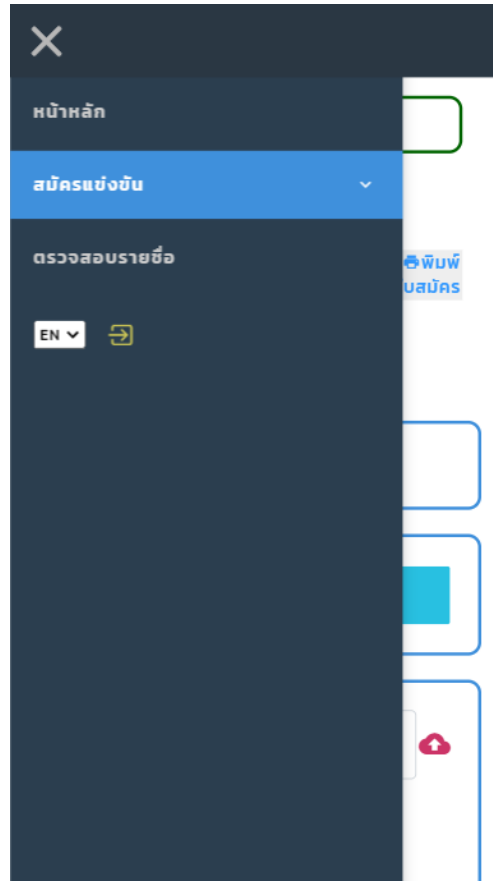 หน้าหลัก
สมัครแข่งขัน
ตรวจสอบรายชื่อ
พิมพ์
บสมัคร
EN